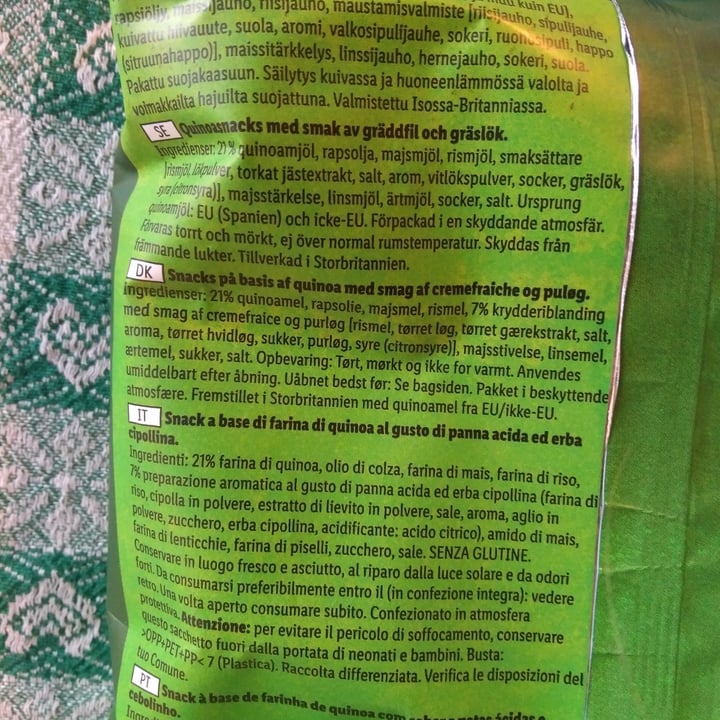 kuin EU],
rapsiöljy, maissijauho, riisijauho, maustamisvalmiste [riisijauho, sipulijauhe,
kuivattu hiivauute, suola, aromi, valkosipulijauhe, sokeri, ruohosipuli, happo
(sitruunahappo)], maissitärkkelys, linssijauho, hernejauho, sokeri, suola.
Pakattu suojakaasuun. Säilytys kuivassa ja huoneenlämmössä valolta ja
voimakkailta hajuilta suojattuna. Valmistettu Isossa-Britanniassa.
SE Quinoasnacks med smak av gräddfil och gräslök.
Ingredienser: 21% quinoamjöl, rapsolja, majsmjöl, rismjöl, smaksättare
[rismjöl, lökpulver, torkat jästextrakt, salt, arom, vitlökspulver, socker, gräslök,
syra (citronsyra)], majsstärkelse, linsmjöl, ärtmjöl, socker, salt. Ursprung
quinoamjöl: EU (Spanien) och icke-EU. Förpackad i en skyddande atmosfär.
Förvaras torrt och mörkt, ej över normal rumstemperatur. Skyddas från
främmande lukter. Tillverkad i Storbritannien.
DK Snacks på basis af quinoa med smag af cremefraiche og puløg.
Ingredienser: 21% quinoamel, rapsolie, majsmel, rismel, 7% krydderiblanding
med smag af cremefraice og purløg [rismel, tørret løg, tørret gærekstrakt, salt,
aroma, tørret hvidløg, sukker, purløg, syre (citronsyre)], majsstivelse, linsemel,
ærtemel, sukker, salt. Opbevaring: Tørt, mørkt og ikke for varmt. Anvendes
umiddelbart efter åbning. Uåbnet bedst før: Se bagsiden. Pakket i beskyttende
atmosfære. Fremstillet i Storbritannien med quinoamel fra EU/ikke-EU.
IT Snack a base di farina di quinoa al gusto di panna acida ed erba
cipollina.
Ingredienti: 21% farina di quinoa, olio di colza, farina di mais, farina di riso,
7% preparazione aromatica al gusto di panna acida ed erba cipollina (farina di
riso, cipolla in polvere, estratto di lievito in polvere, sale, aroma, aglio in
polvere, zucchero, erba cipollina, acidificante: acido citrico), amido di mais,
farina di lenticchie, farina di piselli, zucchero, sale. SENZA GLUTINE.
Conservare in luogo fresco e asciutto, al riparo dalla luce solare e da odori
forti. Da consumarsi preferibilmente entro il (in confezione integra): vedere
retro. Una volta aperto consumare subito. Confezionato in atmosfera
protettiva. Attenzione: per evitare il pericolo di soffocamento, conservare
questo sacchetto fuori dalla portata di neonati e bambini. Busta:
>OPP+PET+PP< 7 (Plastica). Raccolta differenziata. Verifica le disposizioni del
tuo Comune.
PT Snack à base de farinha de quinoa com sabor a natas ácidas e
cebolinho.